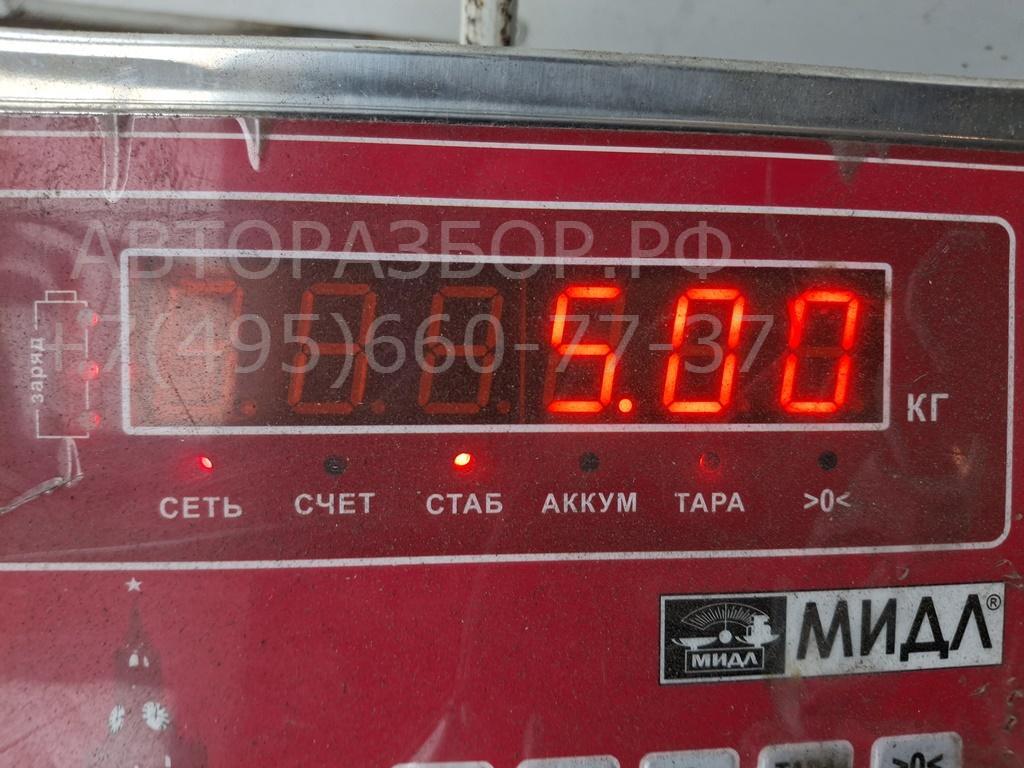 АВТОРАЗБОР.РФ
+7(495)660-77-37
5.00
КГ
заряд
СЕТЬ СЧЕТ СТАБ АККУМ ТАРА >0<
МИДЛ МИДЛ®
>0<